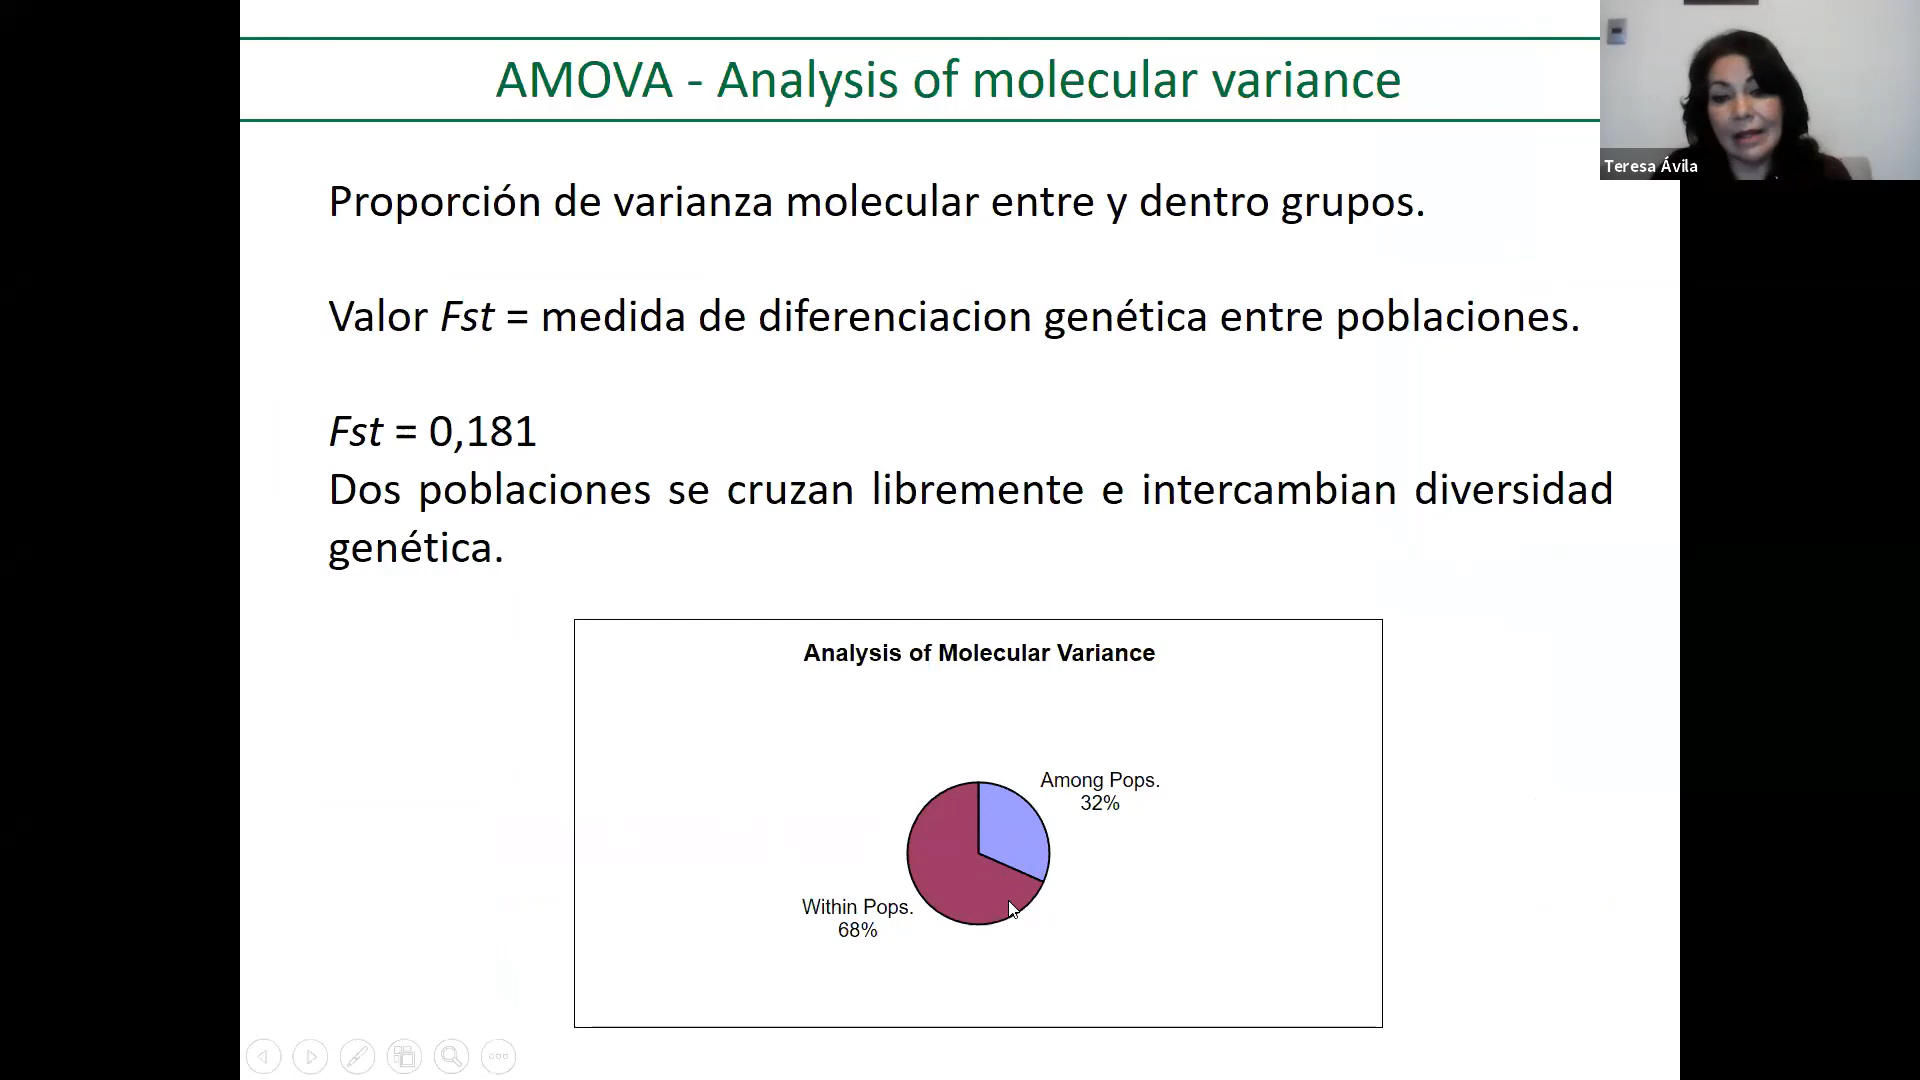 AMOVA - Analysis of molecular variance
Teresa Ávila
Proporción de varianza molecular entre y dentro grupos.
Valor Fst = medida de diferenciacion genética entre poblaciones.
Fst = 0,181
Dos poblaciones se cruzan libremente e intercambian diversidad
genética.
Analysis of Molecular Variance
Among Pops.
32%
Within Pops.
68%